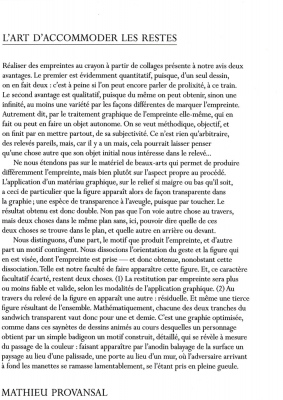 L'ART D'ACCOMMODER LES RESTES
Réaliser des empreintes au crayon à partir de collages présente à notre avis deux
avantages. Le premier est évidemment quantitatif, puisque, d'un seul dessin,
on en fait deux : c'est à peine si l'on peut encore parler de prolixité, à ce train.
Le second avantage est qualitatif, puisque du même on peut obtenir, sinon une
infinité, au moins une variété par les façons différentes de marquer l'empreinte.
Autrement dit, par le traitement graphique de l'empreinte elle-même, qui en
fait ou peut en faire un objet autonome. On se veut méthodique, objectif, et
on finit par en mettre partout, de sa subjectivité. Ce n'en reste qu'arbitraire,
des relevés pareils, mais, car il y a un mais, cela pourrait laisser penser
qu'une chose autre que son objet initial nous intéresse dans le relevé...
Ne nous étendons pas sur le matériel de beaux-arts qui permet de produire
différemment l'empreinte, mais bien plutôt sur l'aspect propre au procédé.
L'application d'un matériau graphique, sur le relief si maigre ou bas qu'il soit,
a ceci de particulier que la figure apparaît alors de façon transparente dans
la graphie ; une espèce de transparence à l'aveugle, puisque par toucher. Le
résultat obtenu est donc double. Non pas que l'on voie autre chose au travers,
mais deux choses dans le même plan sans, ici, pouvoir dire quelle de ces
deux choses se trouve dans le plan, et quelle autre en arrière ou devant.
Nous distinguons, d'une part, le motif que produit l'empreinte, et d'autre
part un motif contingent. Nous dissocions l'orientation du geste et la figure qui
en est visée, dont l'empreinte est prise — et donc obtenue, nonobstant cette
dissociation. Telle est notre faculté de faire apparaître cette figure. Et, ce caractère
facultatif écarté, restent deux choses. (1) La restitution par empreinte sera plus
ou moins fiable et valide, selon les modalités de l'application graphique. (2) Au
travers du relevé de la figure en apparaît une autre : résiduelle. Et même une tierce
figure résultant de l'ensemble. Mathématiquement, chacune des deux tranches du
sandwich transparent vaut donc pour une et demie. C'est une graphie optimisée,
comme dans ces saynètes de dessins animés au cours desquelles un personnage
obtient par un simple badigeon un motif construit, détaillé, qui se révèle à mesure
du passage de la couleur : faisant apparaître par l'anodin balayage de la surface un
paysage au lieu d'une palissade, une porte au lieu d'un mur, où l'adversaire arrivant
à fond les manettes se ramasse lamentablement, se l'étant pris en pleine gueule.
MATHIEU PROVANSAL